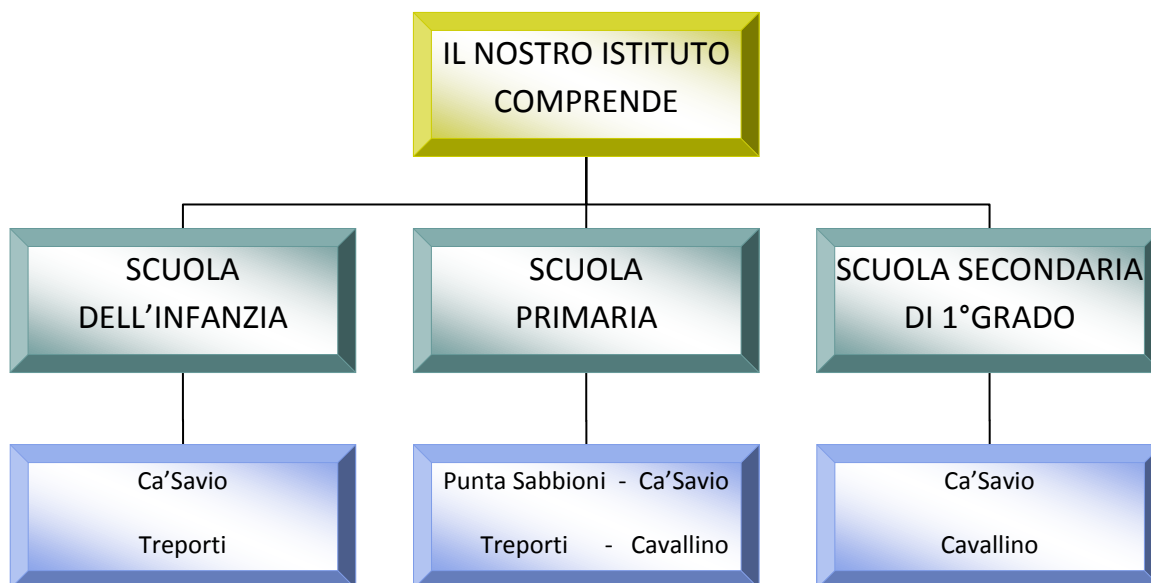 IL NOSTRO ISTITUTO
COMPRENDE
SCUOLA
DELL’INFANZIA
SCUOLA
PRIMARIA
SCUOLA SECONDARIA
DI 1°GRADO
Ca’Savio
Treporti
Punta Sabbioni - Ca’Savio
Treporti - Cavallino
Ca’Savio
Cavallino